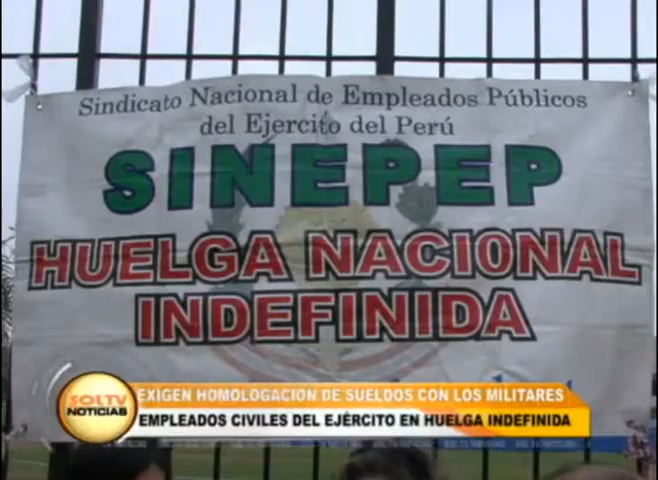 Sindicato Nacional de Empleados Públicos
del Ejercito del Perú
SINEPEP
HUELGA NACIONAL
INDEFINIDA
SOLTV
NOTICIAS
EXIGEN HOMOLOGACION DE SUELDOS CON LOS MILITARES
EMPLEADOS CIVILES DEL EJÉRCITO EN HUELGA INDEFINIDA